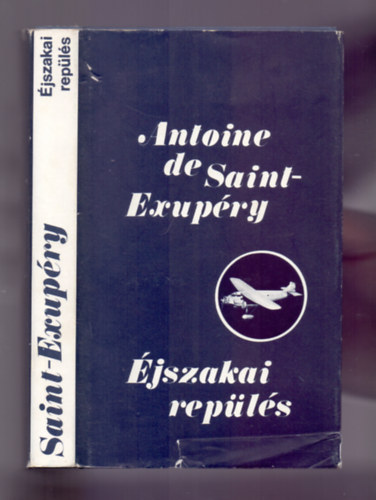 Éjszakai
repülés
Saint-Exupéry
Antoine
de Saint-
Exupéry
Éjszakai
repülés